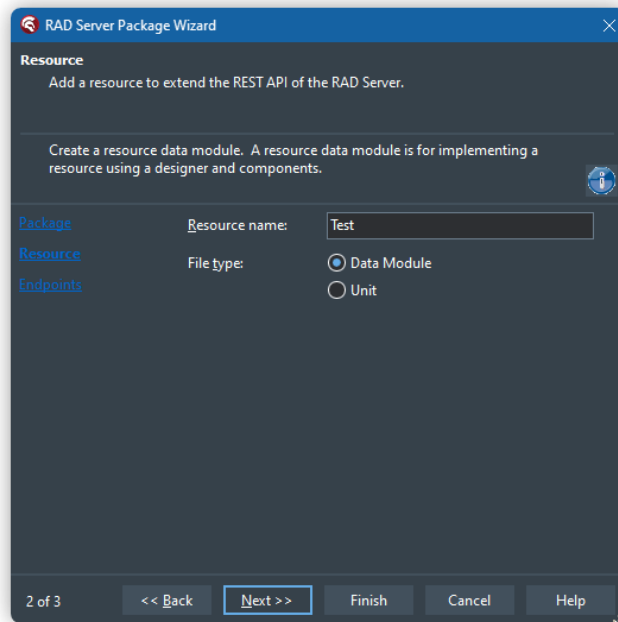 RAD Server Package Wizard
Resource
Add a resource to extend the REST API of the RAD Server.
Create a resource data module. A resource data module is for implementing a
resource using a designer and components.
Package
Resource name:
Test
Resource
File type:
Data Module
Endpoints
Unit
2 of 3
<< Back
Next >>
Finish
Cancel
Help